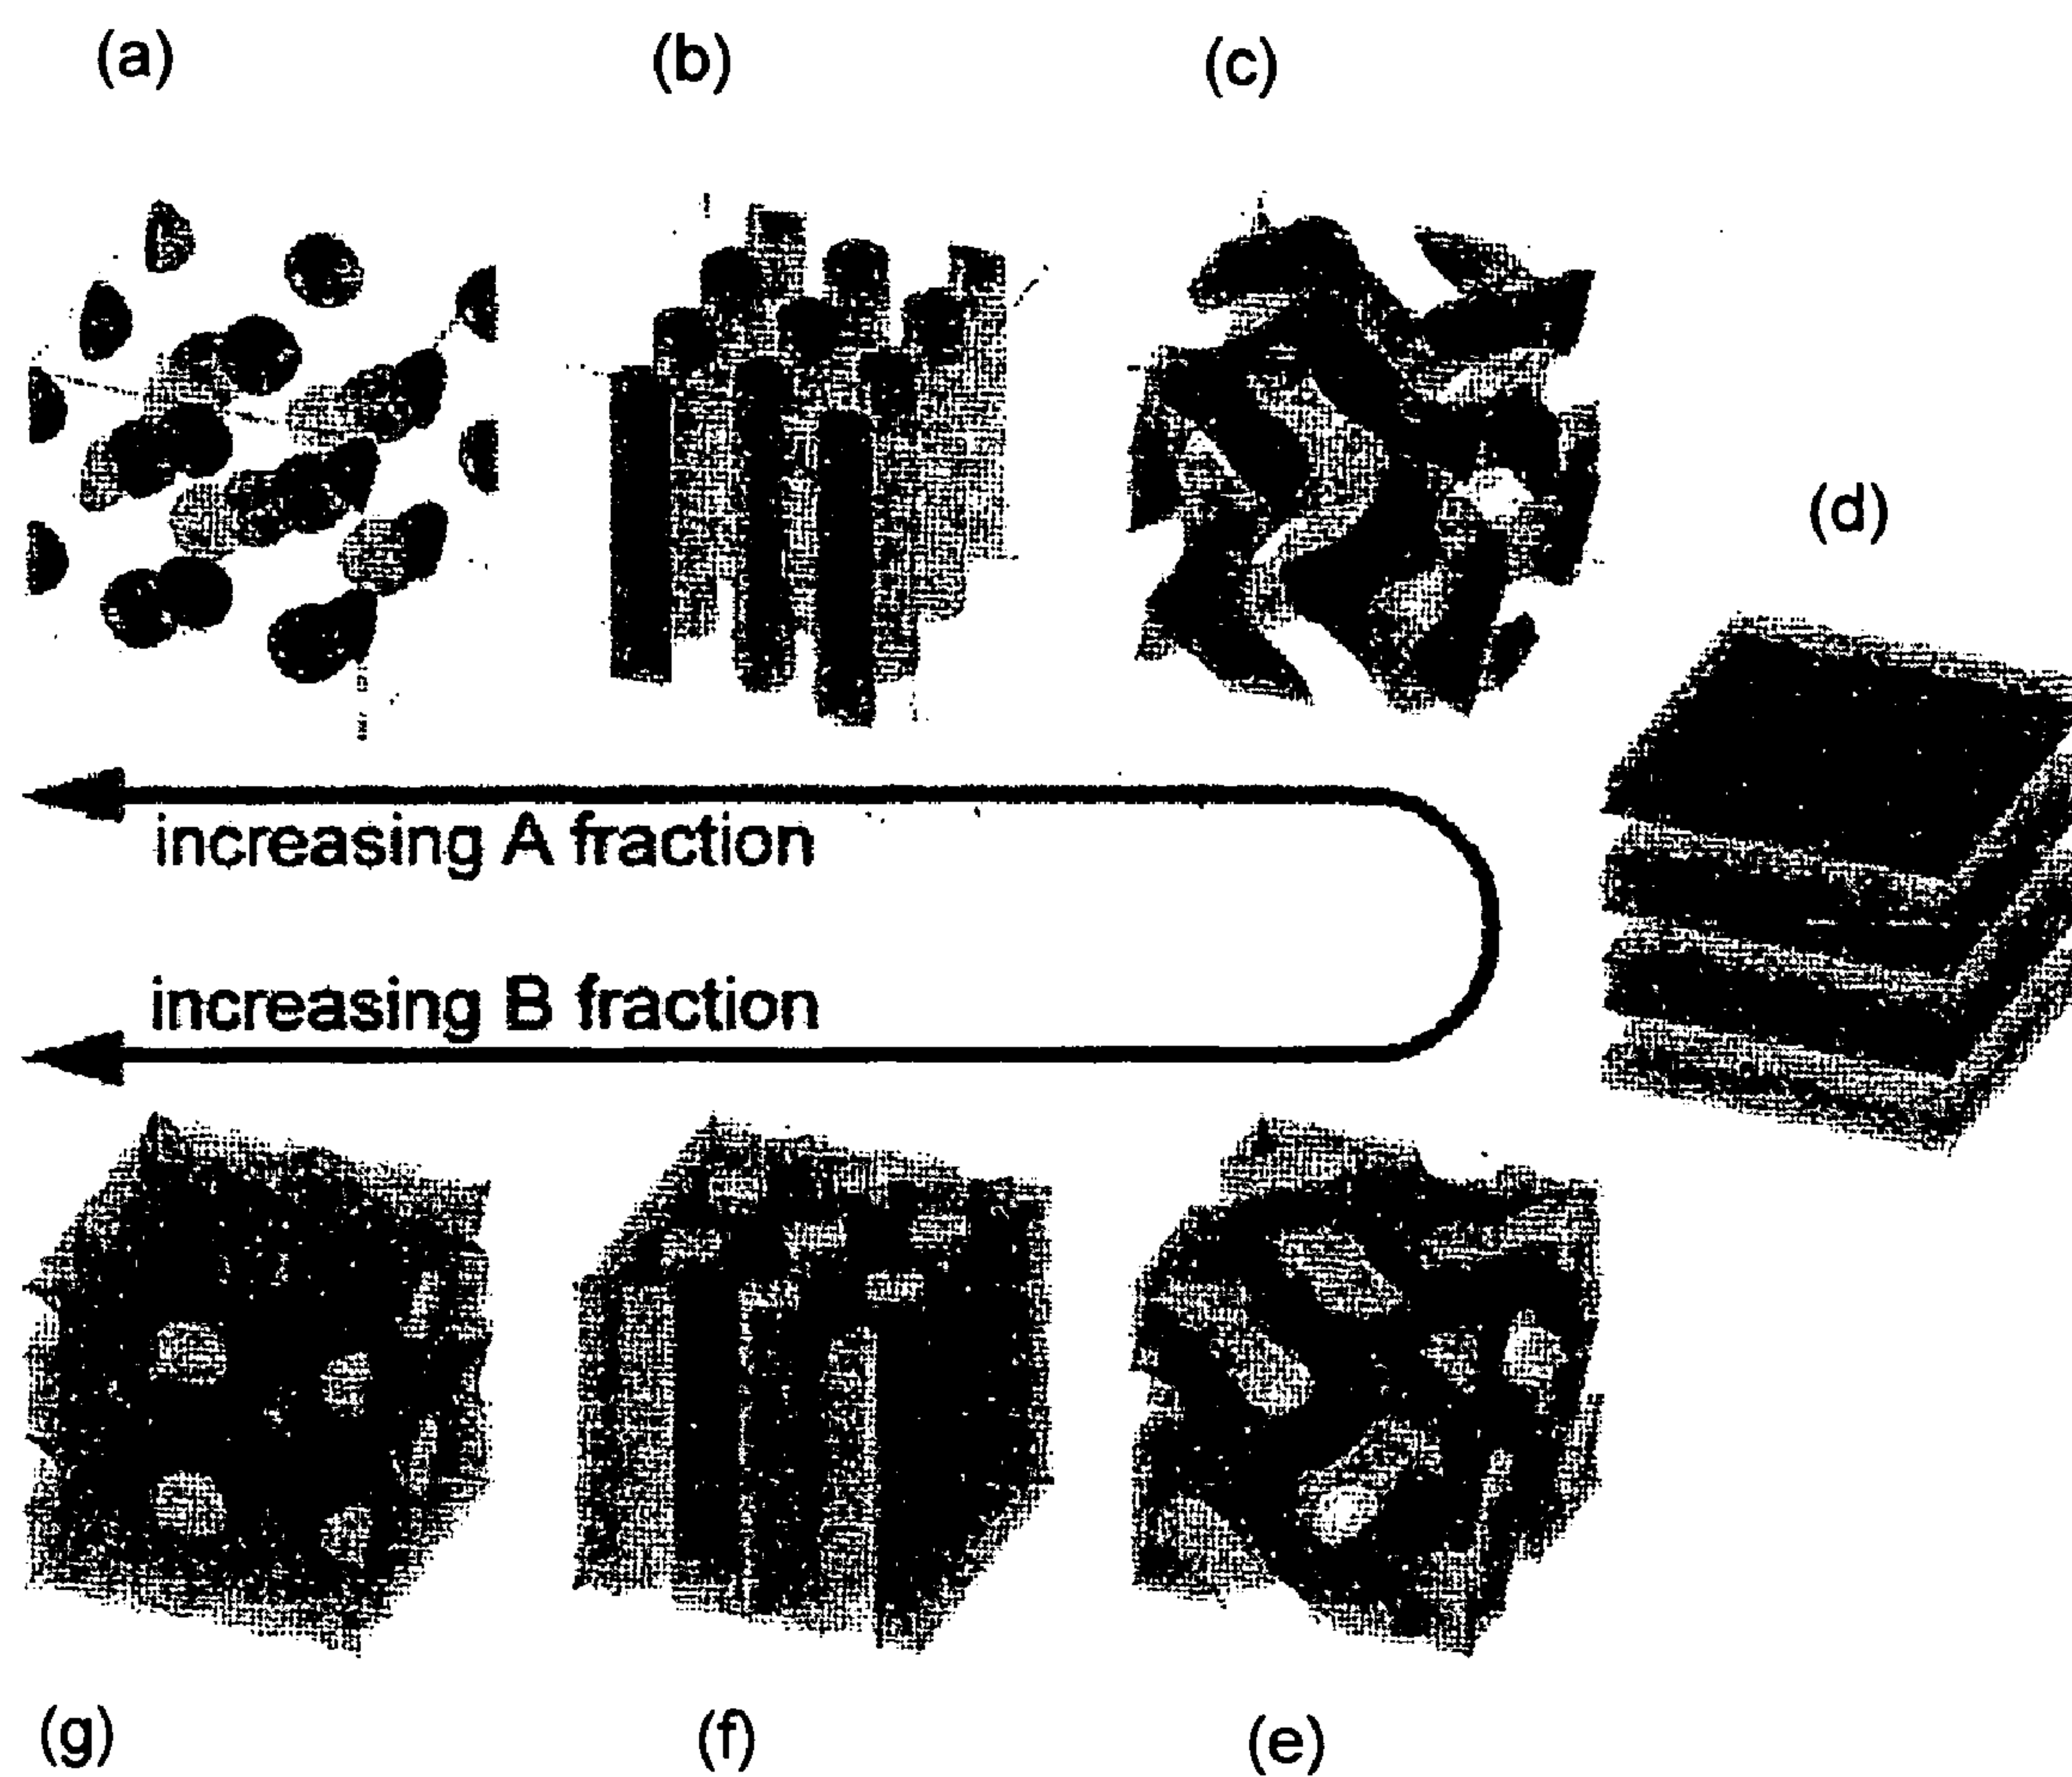 (a)
(b)
(c)
(d)
increasing A fraction
increasing B fraction
(g)
(f)
(e)